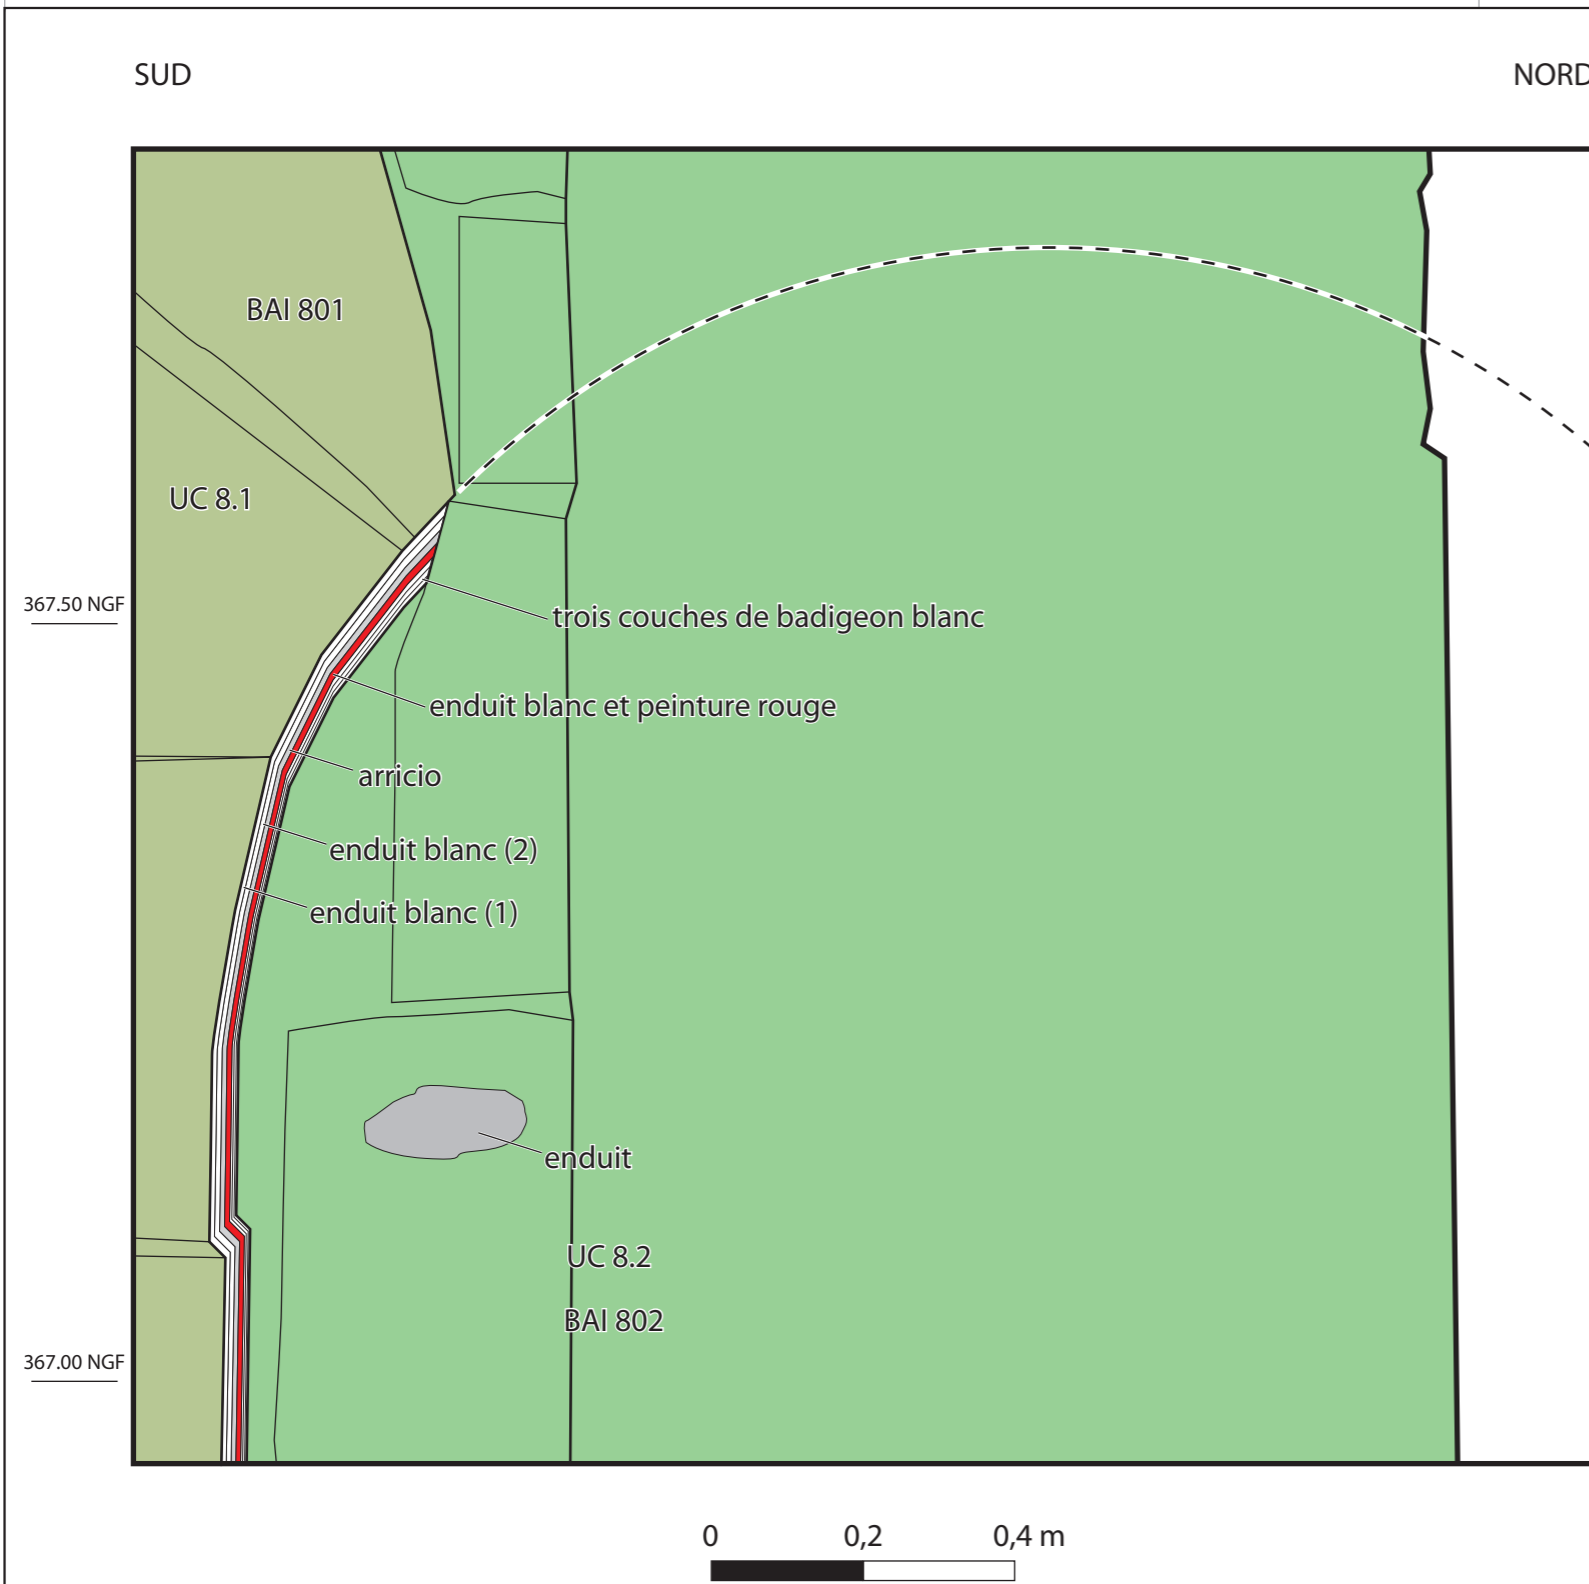 SUD
NORD
BAI 801
UC 8.1
367.50 NGF
trois couches de badigeon blanc
enduit blanc et peinture rouge
arricio
enduit blanc (2)
enduit blanc (1)
enduit
UC 8.2
BAI 802
367.00 NGF
0 0,2 0,4 m